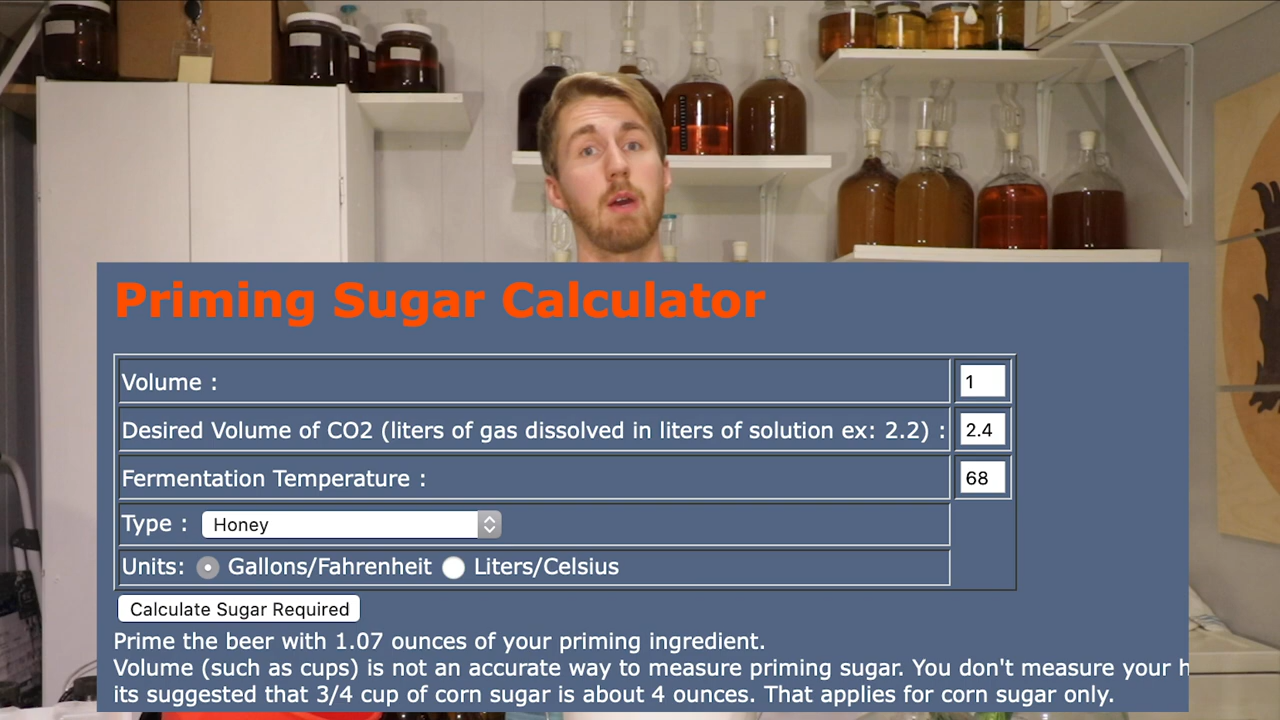 Priming Sugar Calculator
Volume : 1
Desired Volume of CO2 (liters of gas dissolved in liters of solution ex: 2.2) : 2.4
Fermentation Temperature : 68
Type : Honey
Units: Gallons/Fahrenheit Liters/Celsius
Calculate Sugar Required
Prime the beer with 1.07 ounces of your priming ingredient.
Volume (such as cups) is not an accurate way to measure priming sugar. You don't measure your h
its suggested that 3/4 cup of corn sugar is about 4 ounces. That applies for corn sugar only.